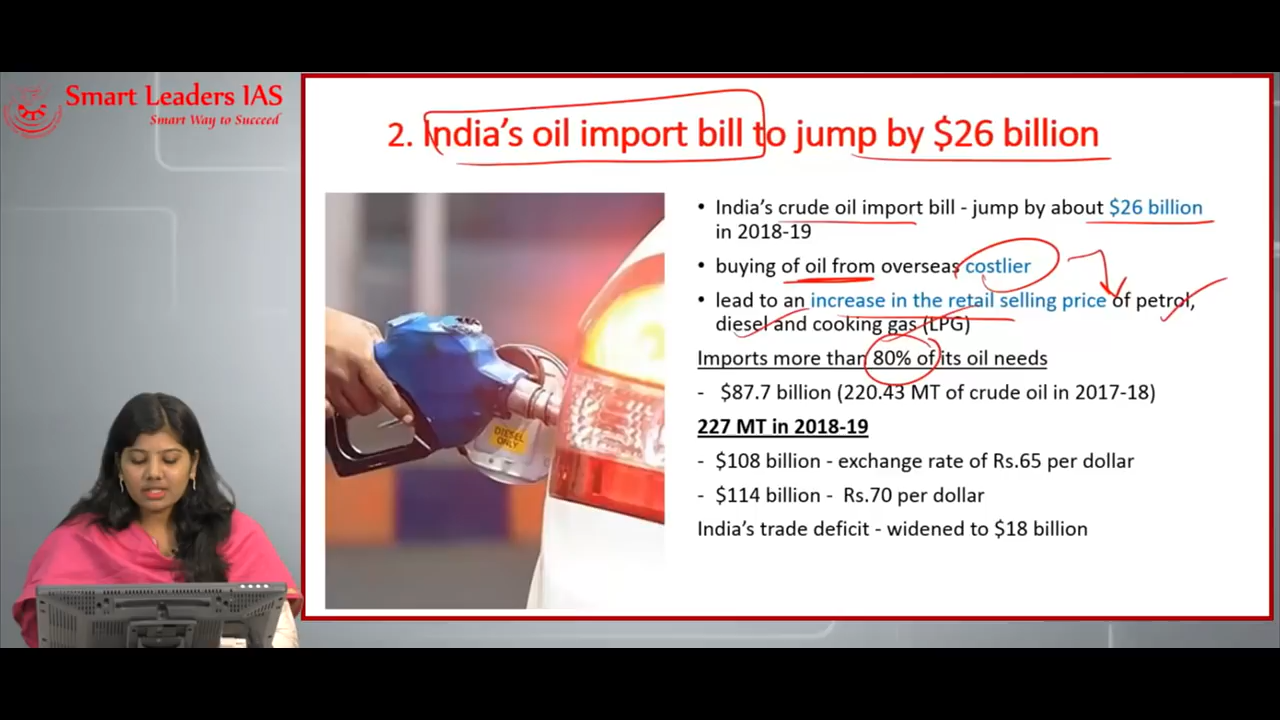 Smart Leaders IAS
Smart Way to Succeed
2. India's oil import bill to jump by $26 billion
• India's crude oil import bill - jump by about $26 billion
in 2018-19
• buying of oil from overseas costlier
• lead to an increase in the retail selling price of petrol,
diesel and cooking gas (LPG)
Imports more than 80% of its oil needs
- $87.7 billion (220.43 MT of crude oil in 2017-18)
227 MT in 2018-19
- $108 billion - exchange rate of Rs.65 per dollar
- $114 billion - Rs.70 per dollar
India's trade deficit - widened to $18 billion
DIESEL
ONLY